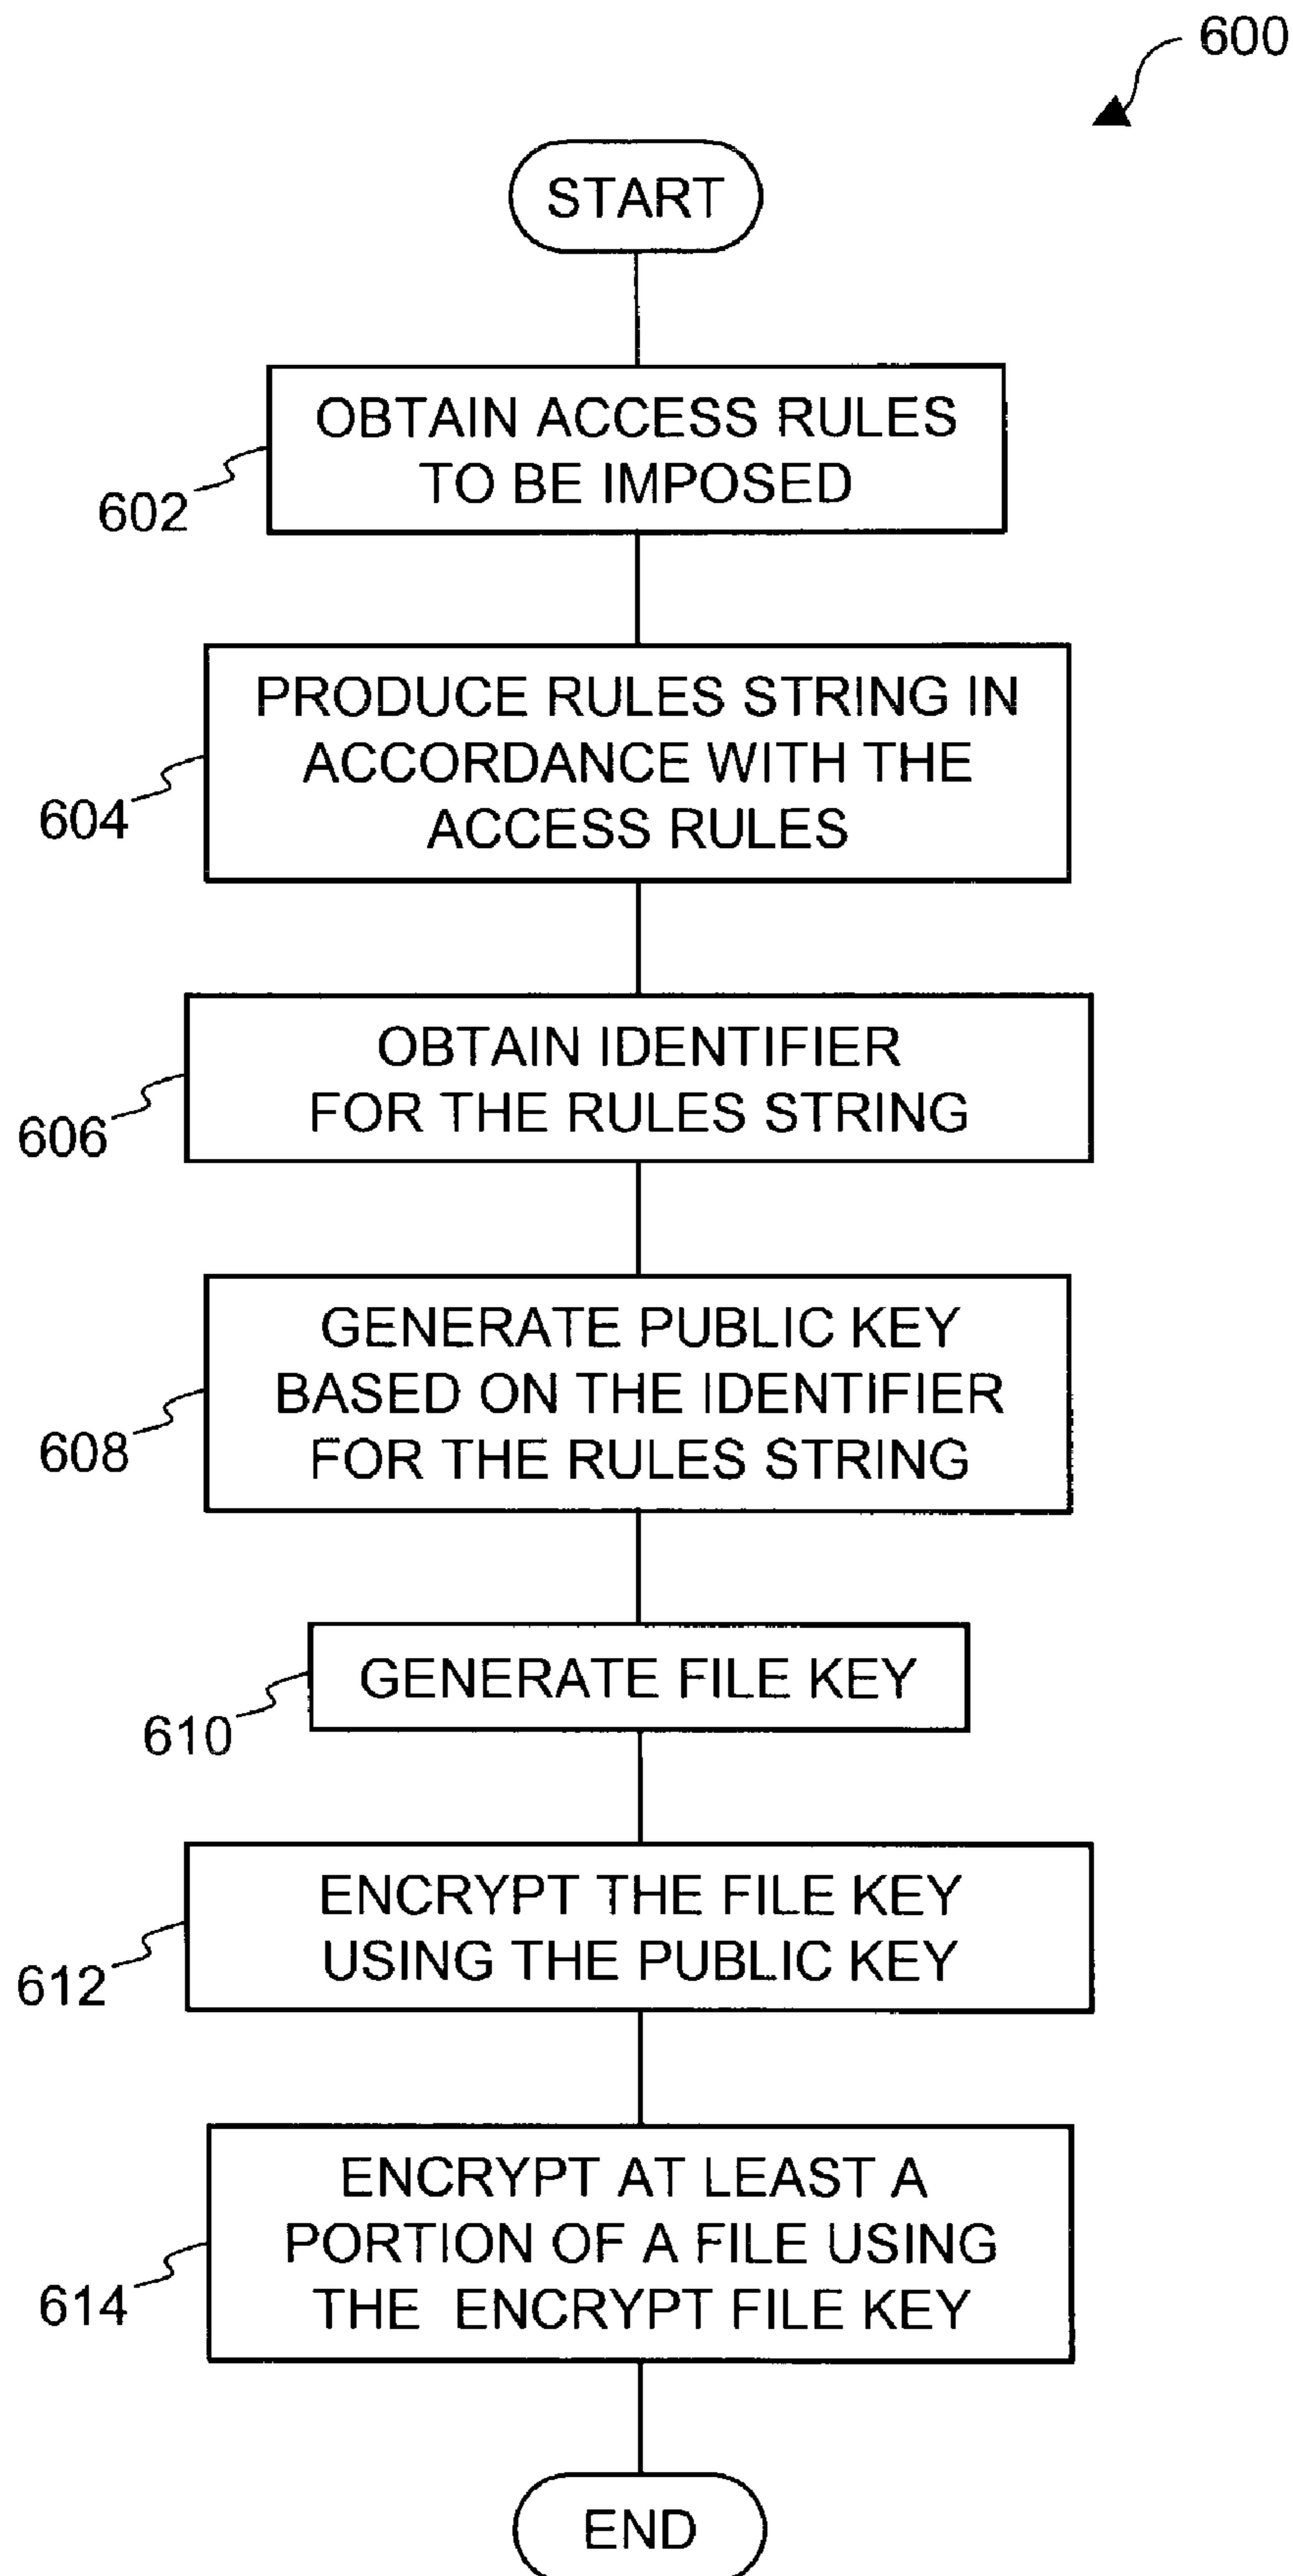 600
START
OBTAIN ACCESS RULES
TO BE IMPOSED
602
PRODUCE RULES STRING IN
ACCORDANCE WITH THE
ACCESS RULES
604
OBTAIN IDENTIFIER
FOR THE RULES STRING
606
GENERATE PUBLIC KEY
BASED ON THE IDENTIFIER
FOR THE RULES STRING
608
GENERATE FILE KEY
610
ENCRYPT THE FILE KEY
USING THE PUBLIC KEY
612
ENCRYPT AT LEAST A
PORTION OF A FILE USING
THE ENCRYPT FILE KEY
614
END